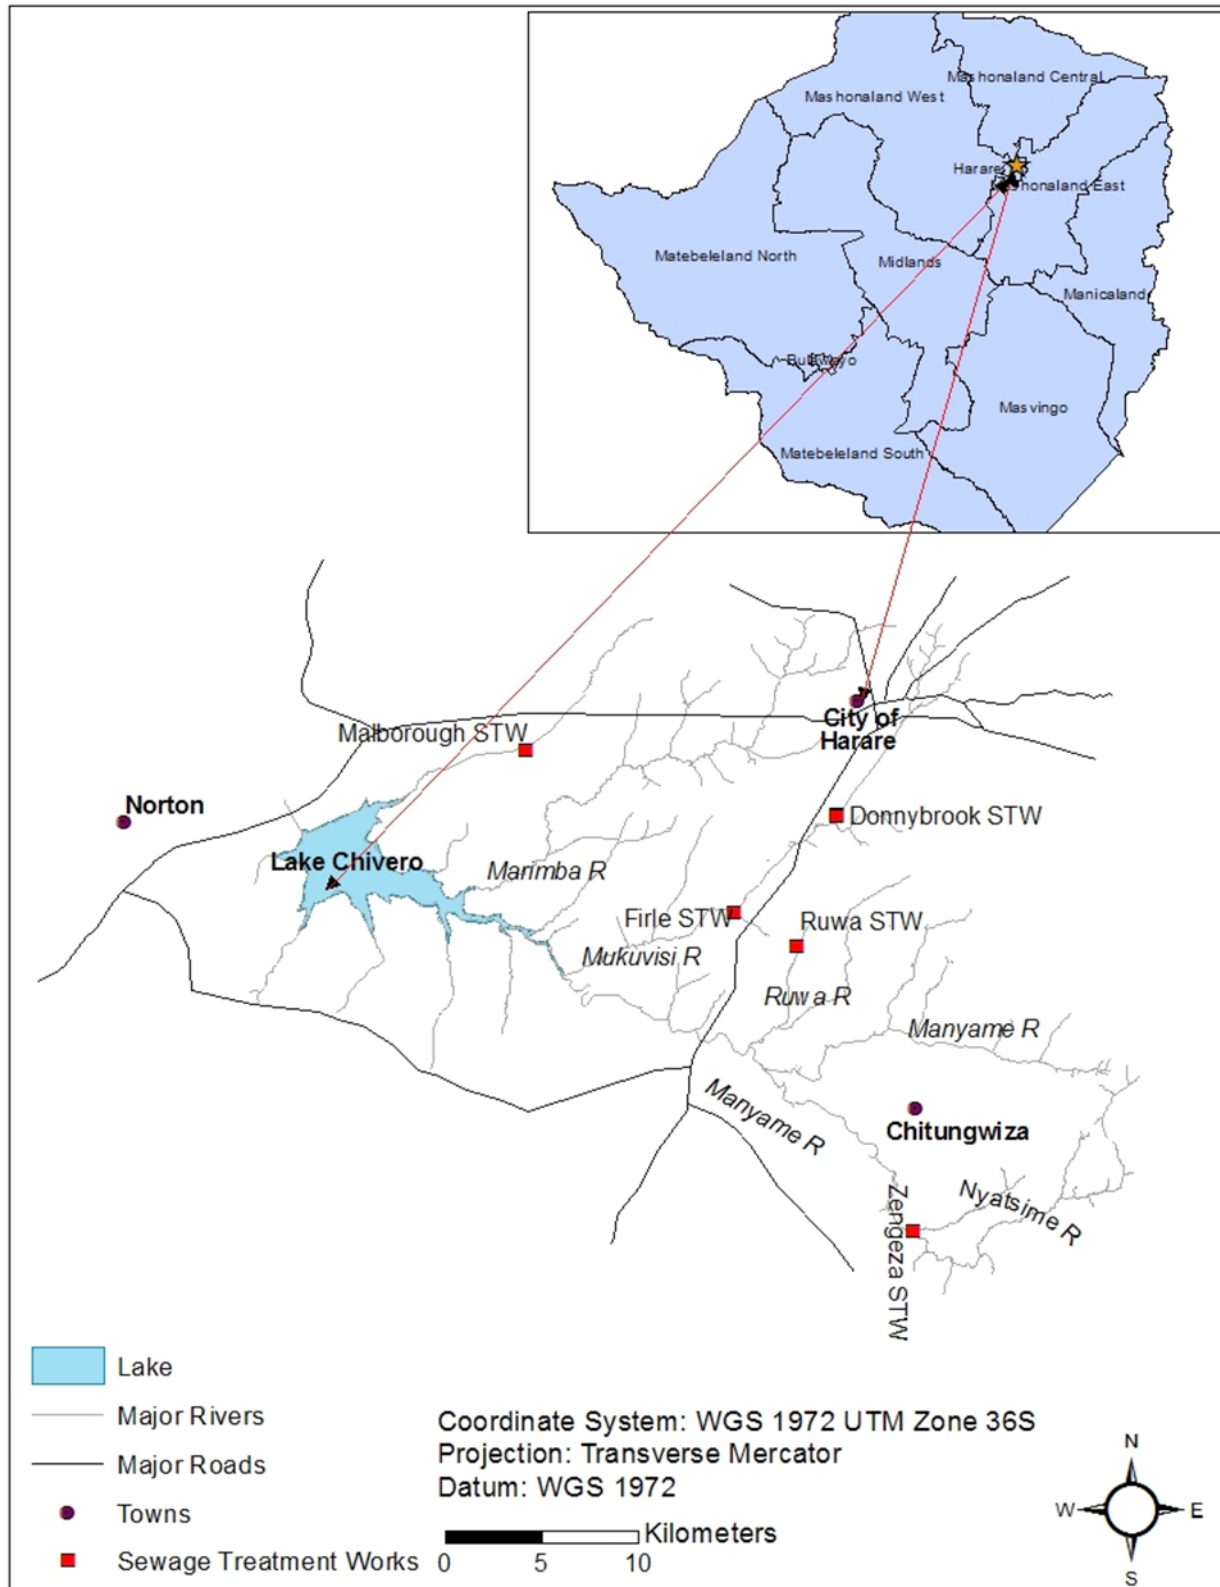 Mashonaland Central
Mashonaland West
Harare
Mashonaland East
Matebeleland North
Midlands
Manicaland
Bulawayo
Masvingo
Matebeleland South
City of
Harare
Malborough STW
Norton
Donnybrook STW
Lake Chivero
Marimba R
Firle STW
Ruwa STW
Mukuvisi R
Ruwa R
Manyame R
Manyame R
Chitungwiza
Nyatsime R
Zengeza STW
Lake
Major Rivers
Major Roads
Towns
Sewage Treatment Works
Coordinate System: WGS 1972 UTM Zone 36S
Projection: Transverse Mercator
Datum: WGS 1972
Kilometers
0 5 10
N
W E
S